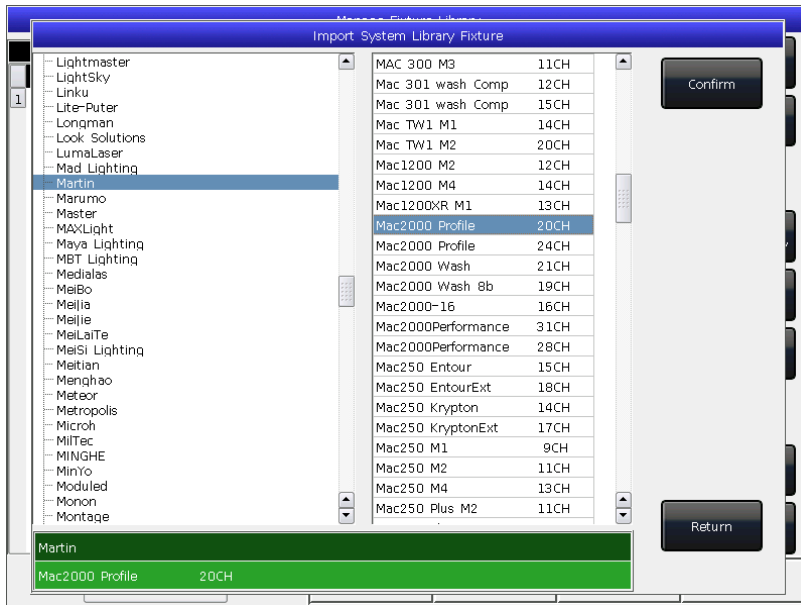 Manage Fixture Library
Import System Library Fixture
1
Lightmaster
LightSky
Linku
Lite-Puter
Longman
Look Solutions
LumaLaser
Mad Lighting
Martin
Marumo
Master
MAXLight
Maya Lighting
MBT Lighting
Medialas
MeiBo
MeiJia
MeiJie
MeiLaiTe
MeiSi Lighting
Meitian
Menghao
Meteor
Metropolis
Microh
MilTec
MINGHE
MinYo
Moduled
Monon
Montage
MAC 300 M3 11CH
Mac 301 wash Comp 12CH
Mac 301 wash Comp 15CH
Mac TW1 M1 14CH
Mac TW1 M2 20CH
Mac1200 M2 12CH
Mac1200 M4 14CH
Mac1200XR M1 13CH
Mac2000 Profile 20CH
Mac2000 Profile 24CH
Mac2000 Wash 21CH
Mac2000 Wash 8b 19CH
Mac2000-16 16CH
Mac2000Performance 31CH
Mac2000Performance 28CH
Mac250 Entour 15CH
Mac250 EntourExt 18CH
Mac250 Krypton 14CH
Mac250 KryptonExt 17CH
Mac250 M1 9CH
Mac250 M2 11CH
Mac250 M4 13CH
Mac250 Plus M2 11CH
Confirm
Return
Martin
Mac2000 Profile 20CH